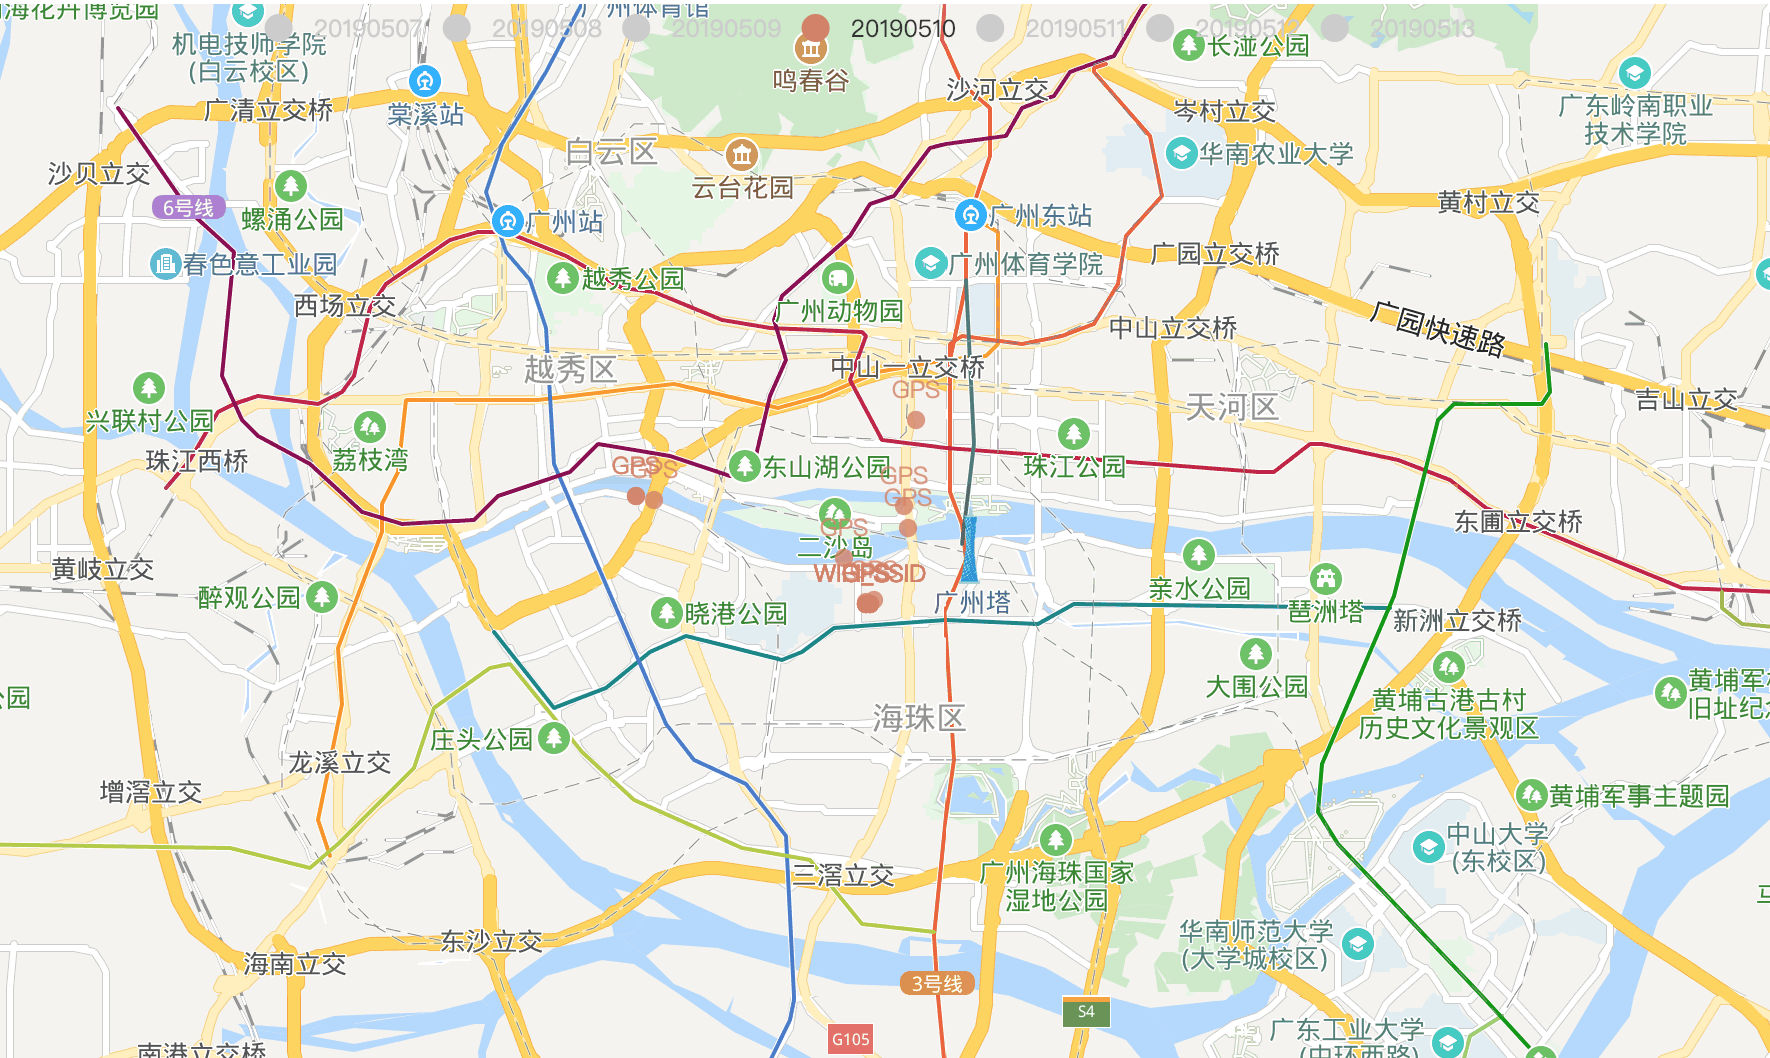 海花卉博览园
州体育馆
20190507
20190508
20190509
20190510
20190511
20190512
20190513
机电技师学院
(白云校区)
鸣春谷
长湴公园
广清立交桥
棠溪站
沙河立交
岑村立交
广东岭南职业
技术学院
白云区
华南农业大学
沙贝立交
云台花园
6号线
螺涌公园
广州站
广州东站
黄村立交
春色意工业园
越秀公园
广州体育学院
广园立交桥
西场立交
广州动物园
中山立交桥
广园快速路
越秀区
中山一立交桥
GPS
天河区
吉山立交
兴联村公园
珠江西桥
荔枝湾
GPS
GPS
东山湖公园
GPS
GPS
珠江公园
GPS
二沙岛
东圃立交桥
黄岐立交
醉观公园
晓港公园
广州塔
亲水公园
琶洲塔
新洲立交桥
公园
大围公园
黄埔古港古村
历史文化景观区
黄埔军
旧址纪念
海珠区
庄头公园
龙溪立交
增滘立交
黄埔军事主题园
中山大学
(东校区)
三滘立交
广州海珠国家
湿地公园
东沙立交
海南立交
华南师范大学
(大学城校区)
3号线
S4
G105
广东工业大学
(中环西路)
南港立交桥